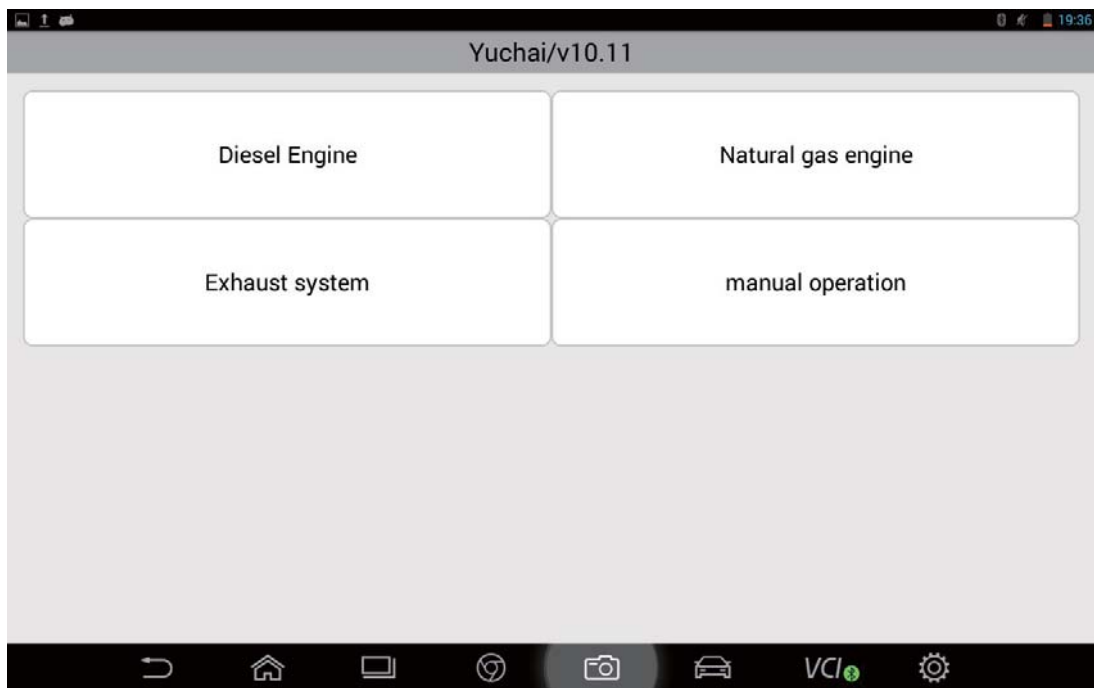 19:36
Yuchai/v10.11
Diesel Engine
Natural gas engine
Exhaust system
manual operation
VCI